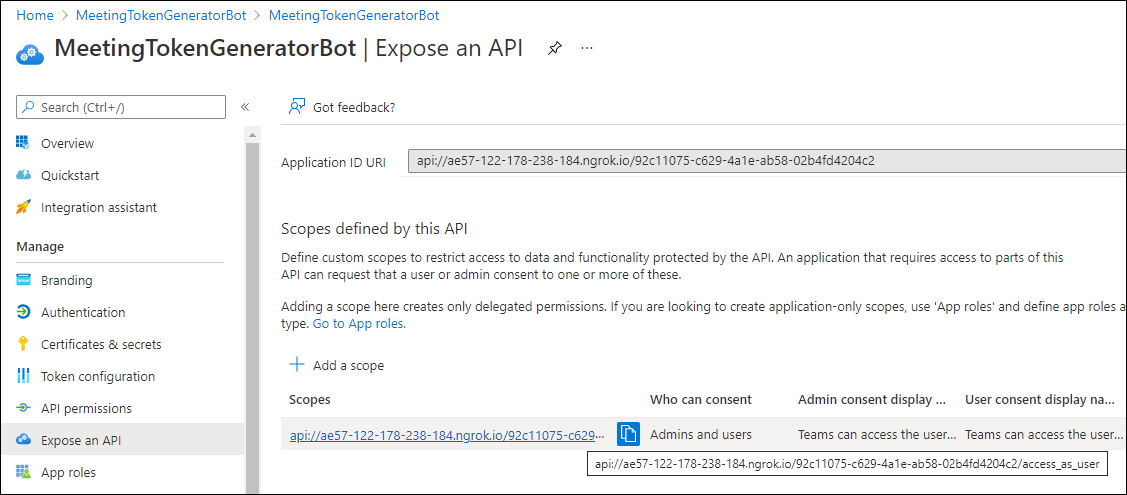 Home > MeetingTokenGeneratorBot > MeetingTokenGeneratorBot
MeetingTokenGeneratorBot | Expose an API
Search (Ctrl+/)
«
Got feedback?
Overview
Application ID URI
api://ae57-122-178-238-184.ngrok.io/92c11075-c629-4a1e-ab58-02b4fd4204c2
Quickstart
Integration assistant
Scopes defined by this API
Manage
Define custom scopes to restrict access to data and functionality protected by the API. An application that requires access to parts of this
API can request that a user or admin consent to one or more of these.
Branding
Authentication
Adding a scope here creates only delegated permissions. If you are looking to create application-only scopes, use 'App roles' and define app roles a
type. Go to App roles.
Certificates & secrets
Token configuration
Add a scope
API permissions
Scopes Who can consent Admin consent display ... User consent display na...
Expose an API
api://ae57-122-178-238-184.ngrok.io/92c11075-c629-... Admins and users Teams can access the user... Teams can access the user...
App roles
api://ae57-122-178-238-184.ngrok.io/92c11075-c629-4a1e-ab58-02b4fd4204c2/access_as_user